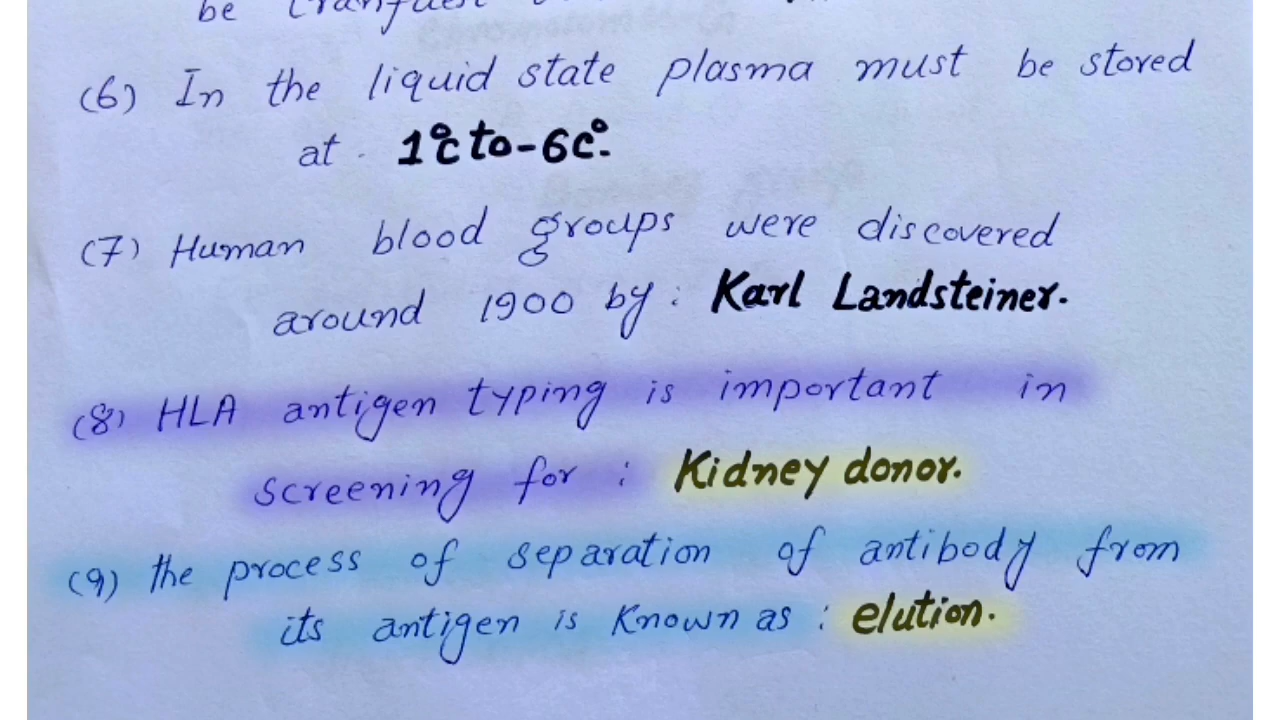 be
(6) In the liquid state plasma must be stored
at 1°c to -6c°.
(7) Human blood groups were discovered
around 1900 by: Karl Landsteiner.
(8) HLA antigen typing is important in
screening for : Kidney donor.
(9) the process of separation of antibody from
its antigen is Known as : elution.